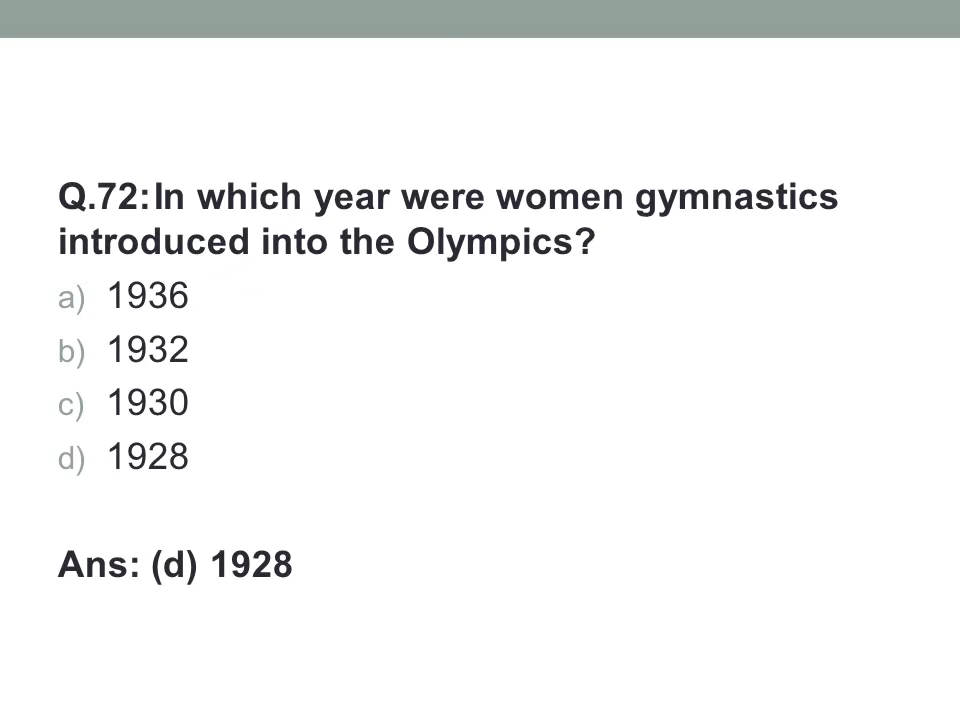 Q.72: In which year were women gymnastics
introduced into the Olympics?
a) 1936
b) 1932
c) 1930
d) 1928
Ans: (d) 1928